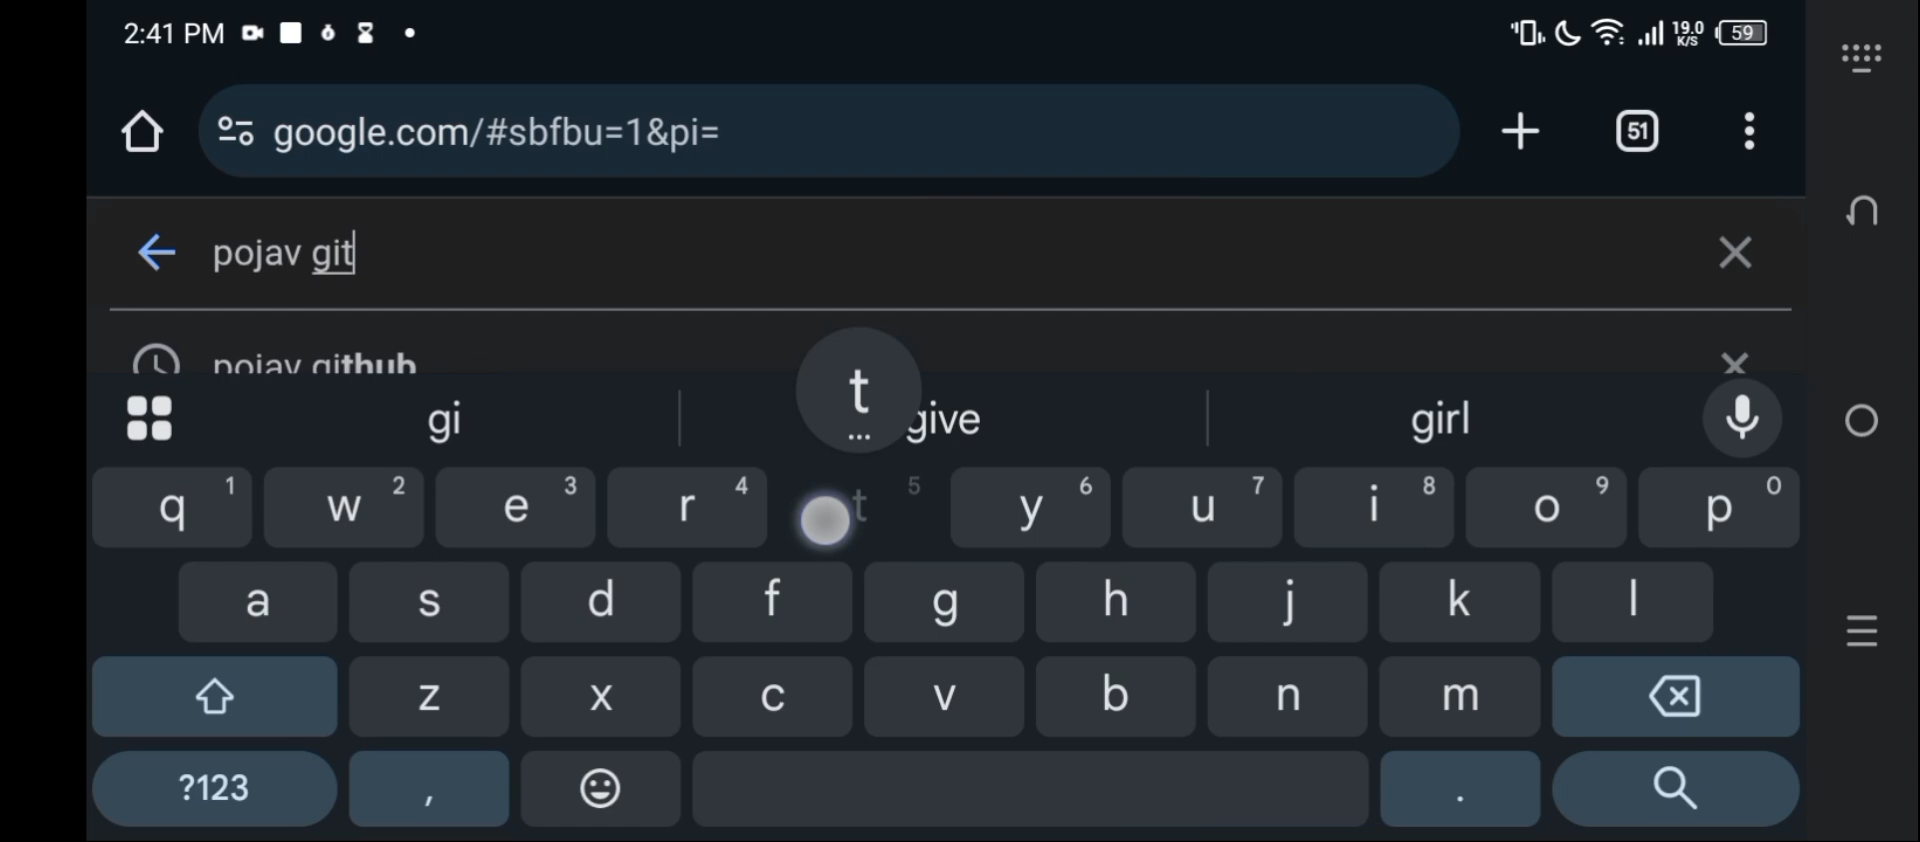 2:41 PM
19.0
K/S
59
google.com/#sbfbu=1&pi=
51
pojav git
pojav github
t
...
gi
give
girl
q 1 w 2 e 3 r 4 t 5 y 6 u 7 i 8 o 9 p 0
a s d f g h j k l
z x c v b n m
?123 , .